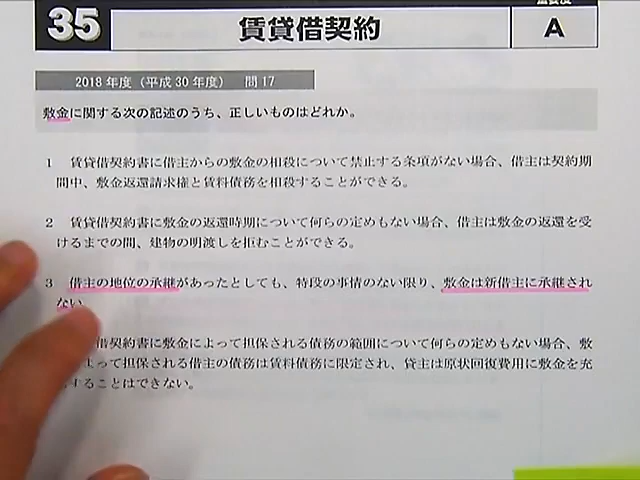 35 賃貸借契約 A
2018年度（平成30年度） 問17
敷金に関する次の記述のうち、正しいものはどれか。
1 賃貸借契約書に借主からの敷金の相殺について禁止する条項がない場合、借主は契約期
間中、敷金返還請求権と賃料債務を相殺することができる。
2 賃貸借契約書に敷金の返還時期について何らの定めもない場合、借主は敷金の返還を受
けるまでの間、建物の明渡しを拒むことができる。
3 借主の地位の承継があったとしても、特段の事情のない限り、敷金は新借主に承継され
ない。
借契約書に敷金によって担保される債務の範囲について何らの定めもない場合、敷
よって担保される借主の債務は賃料債務に限定され、貸主は原状回復費用に敷金を充
することはできない。